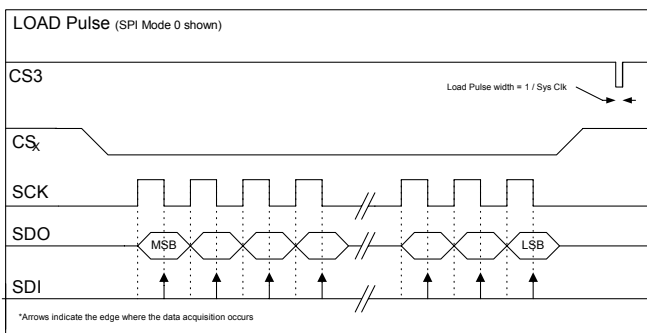 LOAD Pulse (SPI Mode 0 shown)
CS3
Load Pulse width = 1 / Sys Clk
CSX
SCK
SDO
MSB
LSB
SDI
*Arrows indicate the edge where the data acquisition occurs